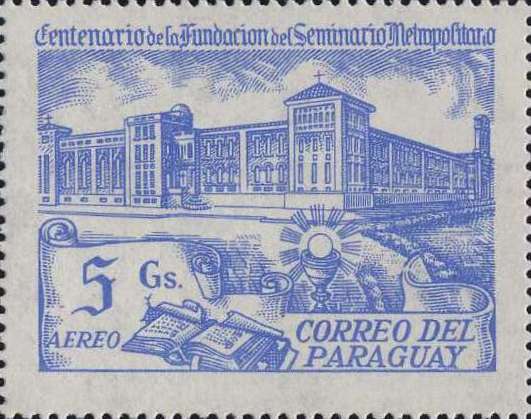 Centenario de la Fundacion del Seminario Metropolitano
5 Gs.
AEREO
CORREO DEL
PARAGUAY